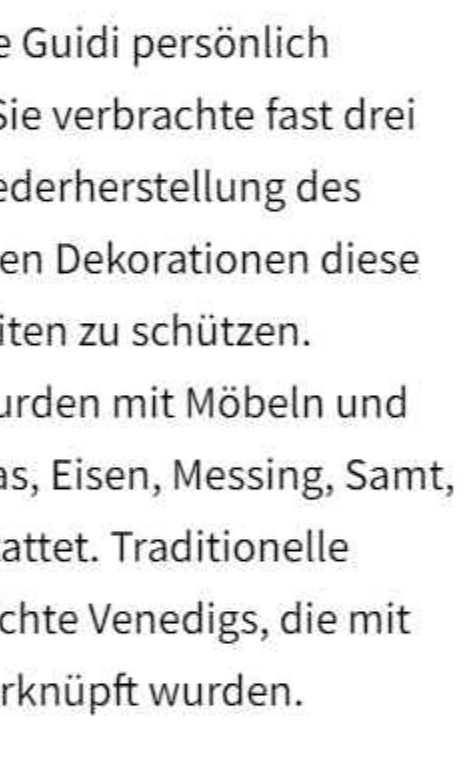 e Guidi persönlich
Sie verbrachte fast drei
ederherstellung des
en Dekorationen diese
iten zu schützen.
urden mit Möbeln und
as, Eisen, Messing, Samt,
attet. Traditionelle
chte Venedigs, die mit
rknüpft wurden.